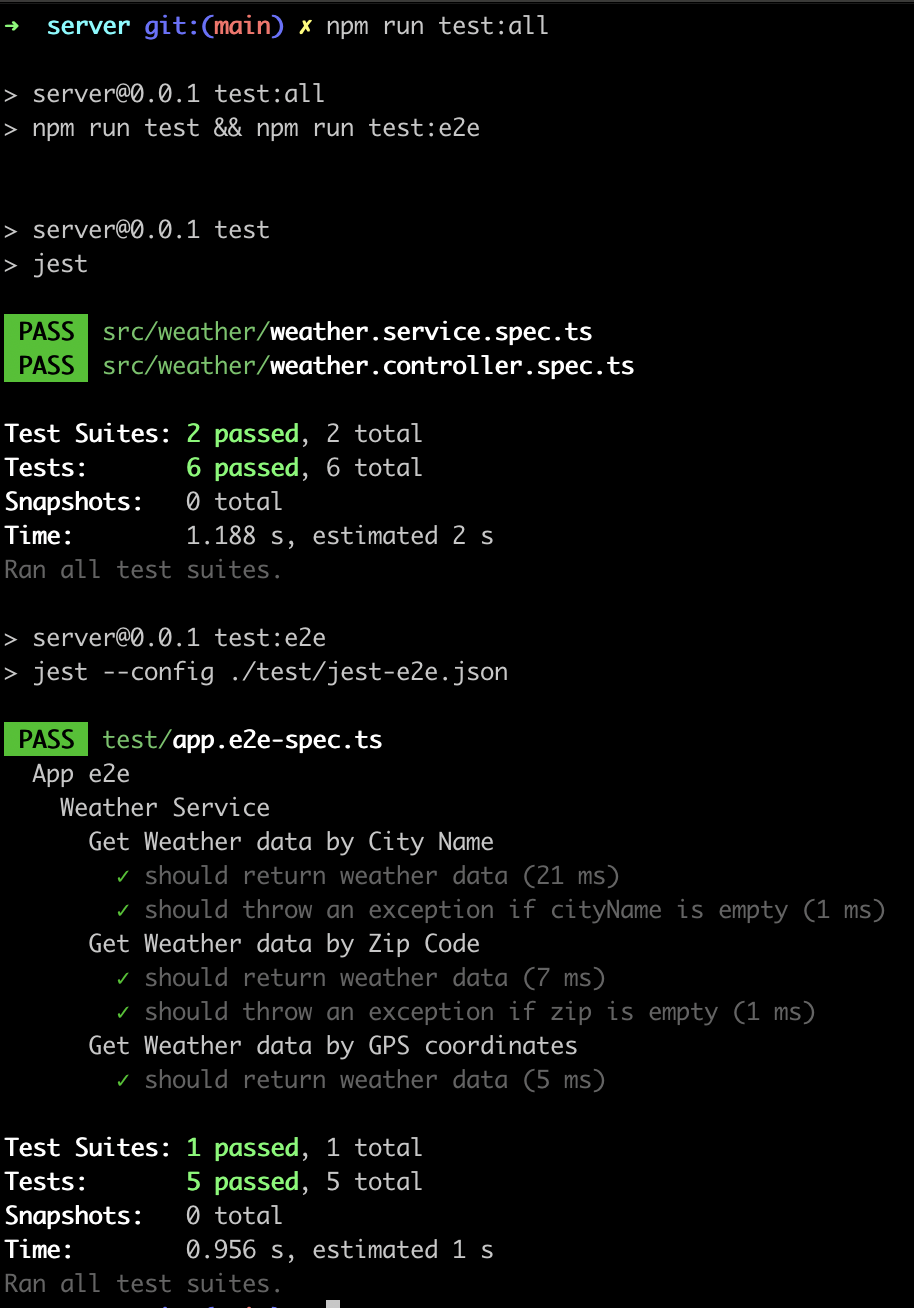 ➜ server git:(main) ✗ npm run test:all
> server@0.0.1 test:all
> npm run test && npm run test:e2e
> server@0.0.1 test
> jest
PASS src/weather/weather.service.spec.ts
PASS src/weather/weather.controller.spec.ts
Test Suites: 2 passed, 2 total
Tests: 6 passed, 6 total
Snapshots: 0 total
Time: 1.188 s, estimated 2 s
Ran all test suites.
> server@0.0.1 test:e2e
> jest --config ./test/jest-e2e.json
PASS test/app.e2e-spec.ts
App e2e
Weather Service
Get Weather data by City Name
✓ should return weather data (21 ms)
✓ should throw an exception if cityName is empty (1 ms)
Get Weather data by Zip Code
✓ should return weather data (7 ms)
✓ should throw an exception if zip is empty (1 ms)
Get Weather data by GPS coordinates
✓ should return weather data (5 ms)
Test Suites: 1 passed, 1 total
Tests: 5 passed, 5 total
Snapshots: 0 total
Time: 0.956 s, estimated 1 s
Ran all test suites.